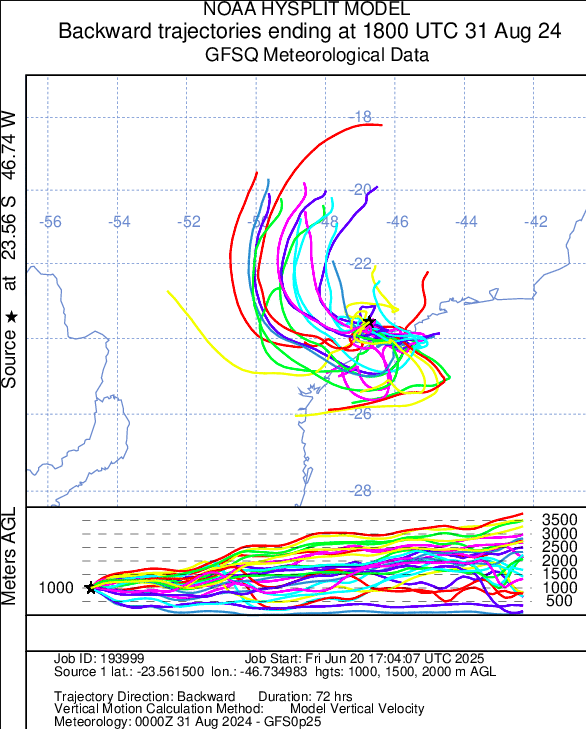 NOAA HYSPLIT MODEL
Backward trajectories ending at 1800 UTC 31 Aug 24
GFSQ Meteorological Data
Source ★ at 23.56 S 46.74 W
-18
-20
-56 -54 -52 -48 -46 -44 -42
-22
-26
-28
Meters AGL
1000
3500
3000
2500
2000
1500
1000
500
Job ID: 193999 Job Start: Fri Jun 20 17:04:07 UTC 2025
Source 1 lat.: -23.561500 lon.: -46.734983 hgts: 1000, 1500, 2000 m AGL
Trajectory Direction: Backward Duration: 72 hrs
Vertical Motion Calculation Method: Model Vertical Velocity
Meteorology: 0000Z 31 Aug 2024 - GFS0p25